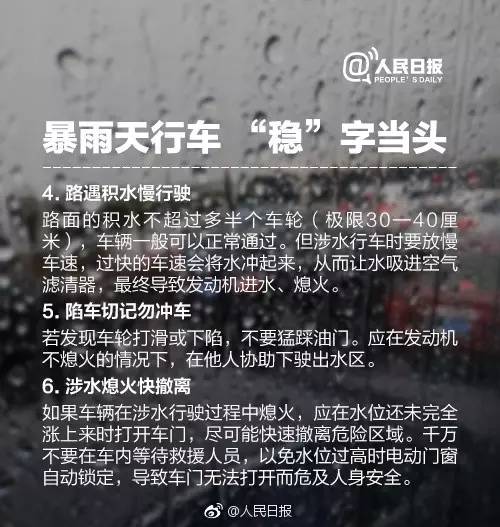 @人民日报
PEOPLE'S DAILY
暴雨天行车 “稳”字当头
4. 路遇积水慢行驶
路面的积水不超过多半个车轮（极限30—40厘
米），车辆一般可以正常通过。但涉水行车时要放慢
车速，过快的车速会将水冲起来，从而让水吸进空气
滤清器，最终导致发动机进水、熄火。
5. 陷车切记勿冲车
若发现车轮打滑或下陷，不要猛踩油门。应在发动机
不熄火的情况下，在他人协助下驶出水区。
6. 涉水熄火快撤离
如果车辆在涉水行驶过程中熄火，应在水位还未完全
涨上来时打开车门，尽可能快速撤离危险区域。千万
不要在车内等待救援人员，以免水位过高时电动门窗
自动锁定，导致车门无法打开而危及人身安全。
@人民日报